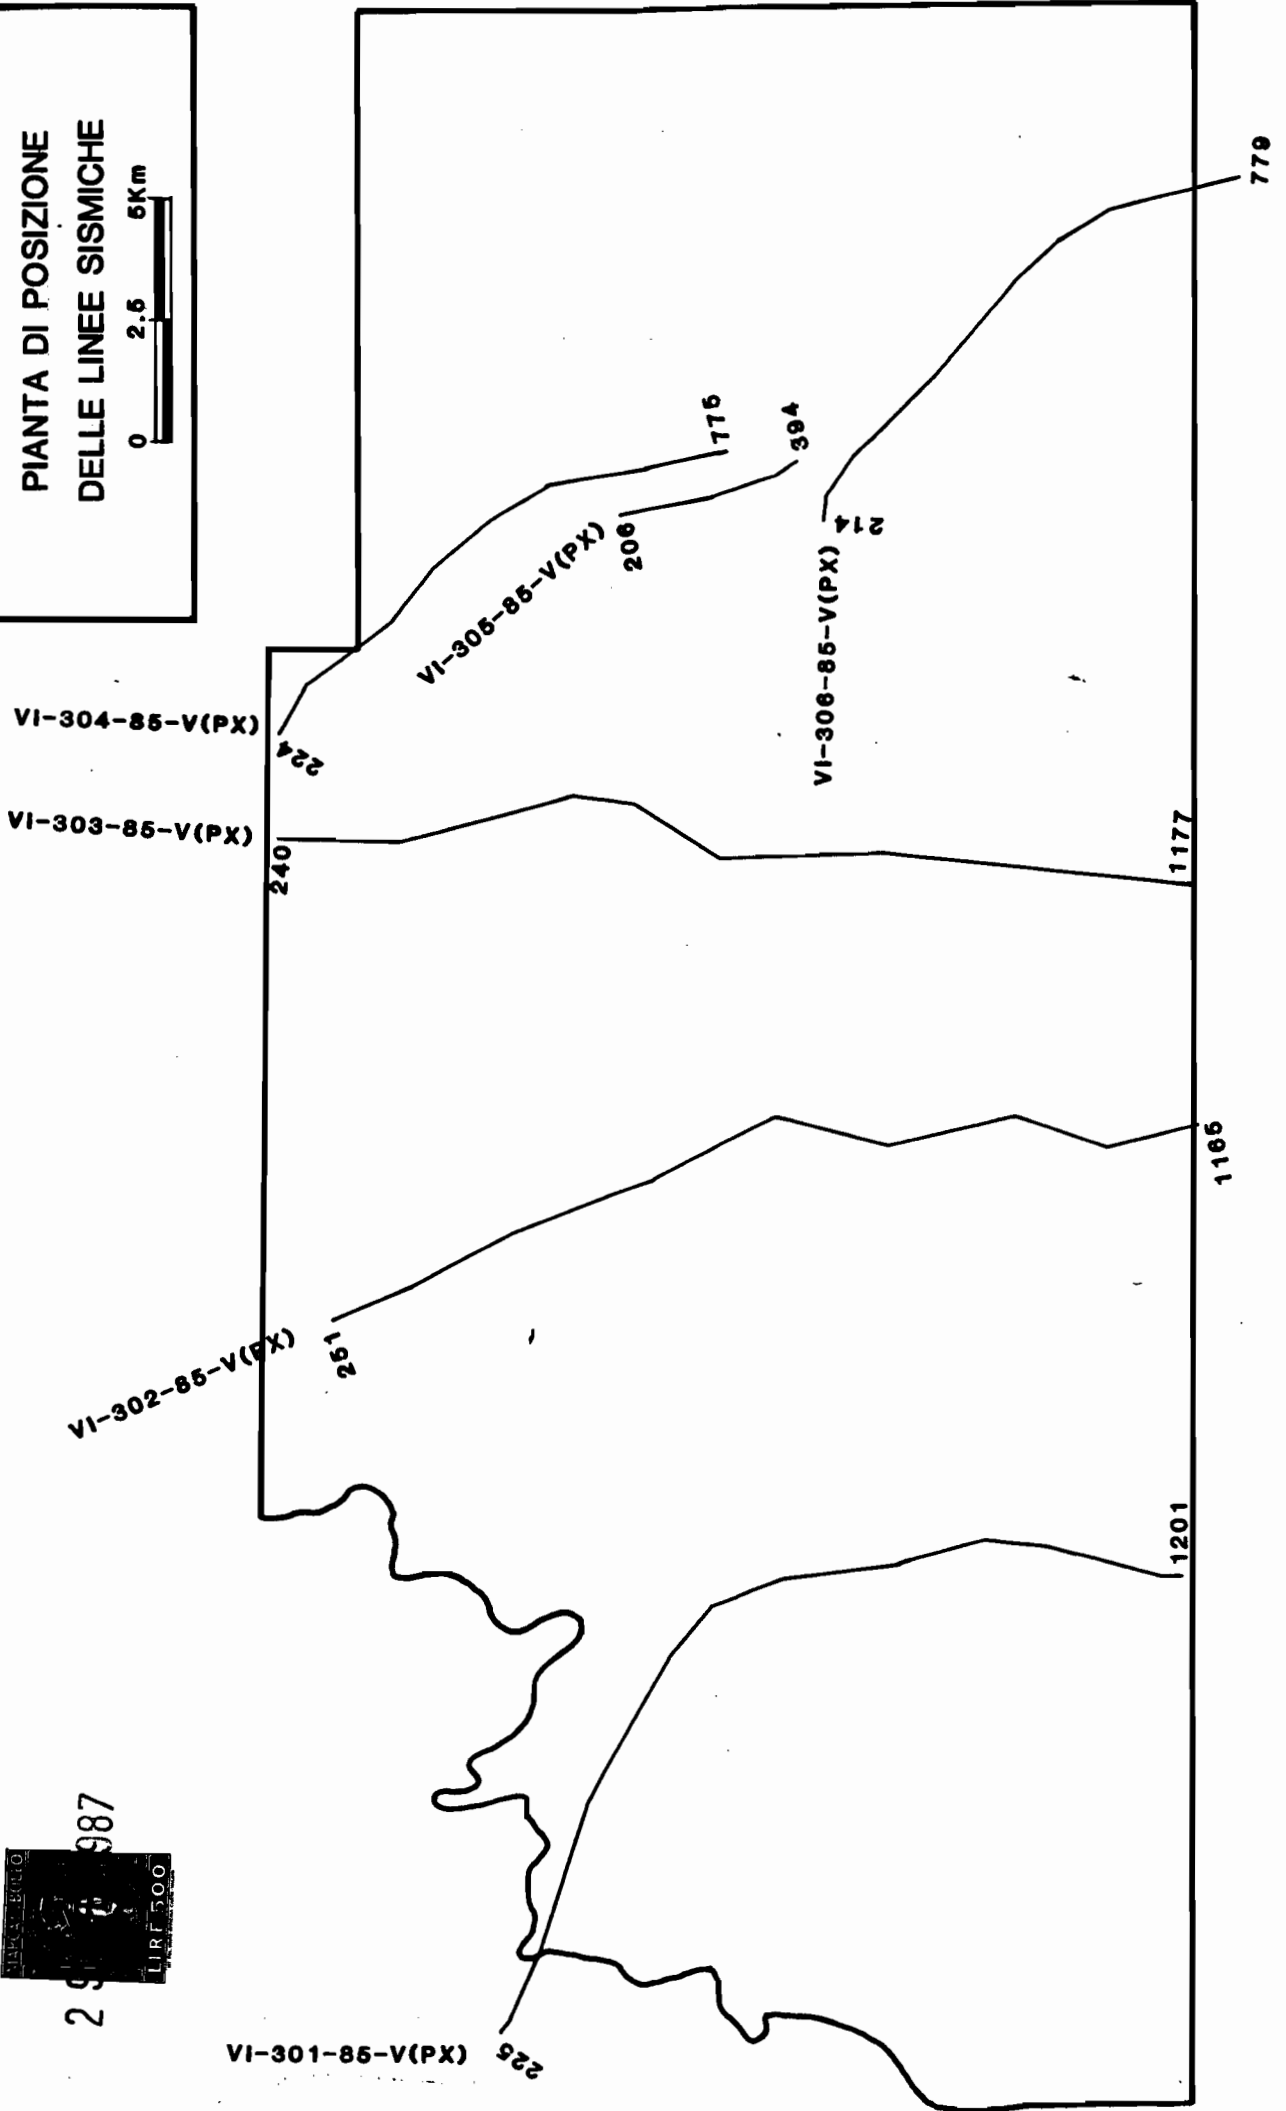 PIANTA DI POSIZIONE
DELLE LINEE SISMICHE
0 2.5 5Km
779
775
394
VI-305-85-V(PX)
206
214
VI-306-85-V(PX)
VI-304-85-V(PX)
224
VI-303-85-V(PX)
240
1177
1165
VI-302-85-V(PX)
251
1201
987
LIRE 500
VI-301-85-V(PX)
225